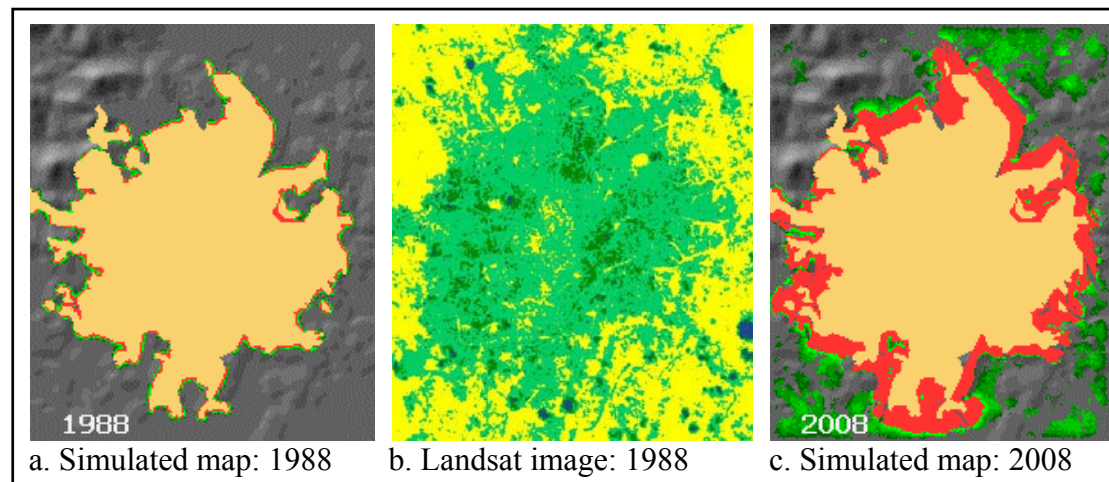 1988
2008
a. Simulated map: 1988
b. Landsat image: 1988
c. Simulated map: 2008